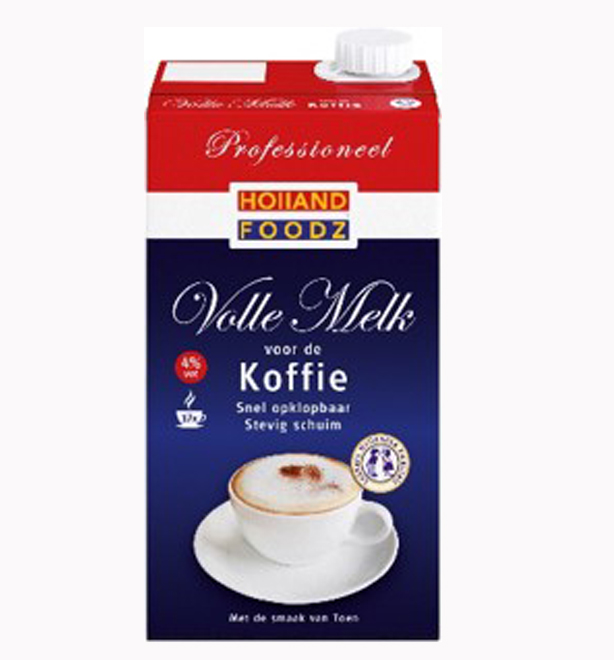 Volle Melk KOFFIE
Professioneel
HOllAND
FOODZ
Volle Melk
voor de
4%
vet
Koffie
Snel opklopbaar
17x
Stevig schuim
Met de smaak van Toen